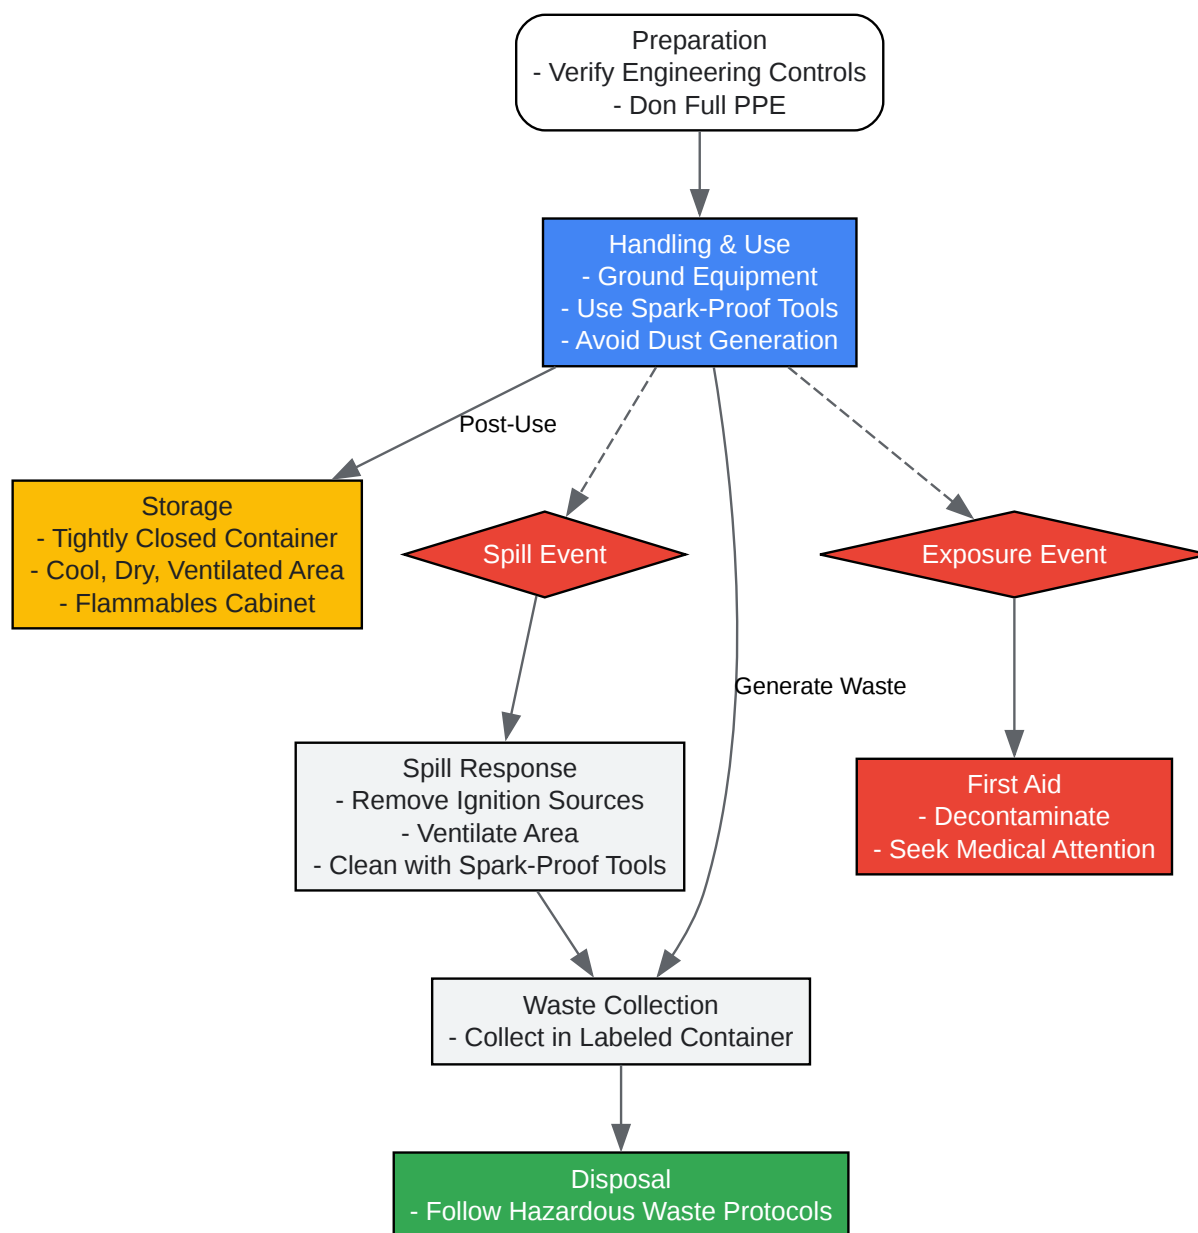 Preparation
- Verify Engineering Controls
- Don Full PPE
Handling & Use
- Ground Equipment
- Use Spark-Proof Tools
- Avoid Dust Generation
Post-Use
Storage
- Tightly Closed Container
- Cool, Dry, Ventilated Area
- Flammables Cabinet
Spill Event
Exposure Event
Generate Waste
Spill Response
- Remove Ignition Sources
- Ventilate Area
- Clean with Spark-Proof Tools
First Aid
- Decontaminate
- Seek Medical Attention
Waste Collection
- Collect in Labeled Container
Disposal
- Follow Hazardous Waste Protocols